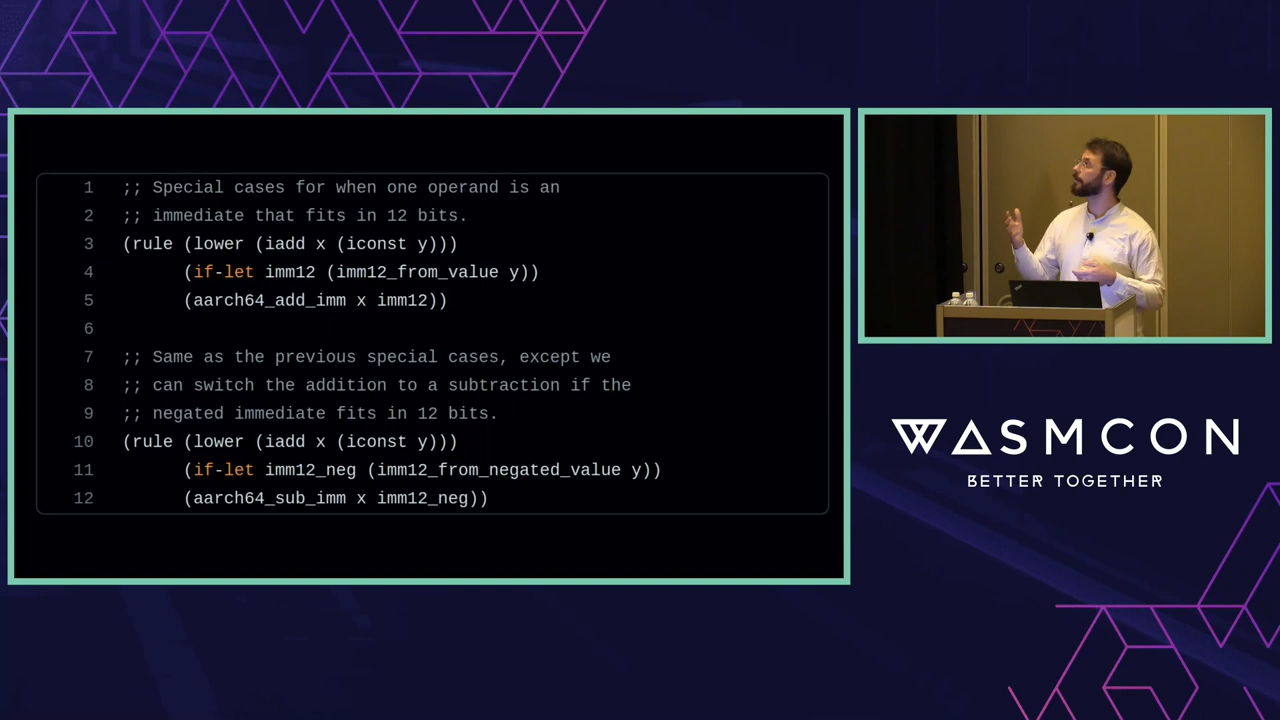 1 ;; Special cases for when one operand is an
2 ;; immediate that fits in 12 bits.
3 (rule (lower (iadd x (iconst y)))
4 (if-let imm12 (imm12_from_value y))
5 (aarch64_add_imm x imm12))
6
7 ;; Same as the previous special cases, except we
8 ;; can switch the addition to a subtraction if the
9 ;; negated immediate fits in 12 bits.
10 (rule (lower (iadd x (iconst y)))
11 (if-let imm12_neg (imm12_from_negated_value y))
12 (aarch64_sub_imm x imm12_neg))
WASMCON
BETTER TOGETHER